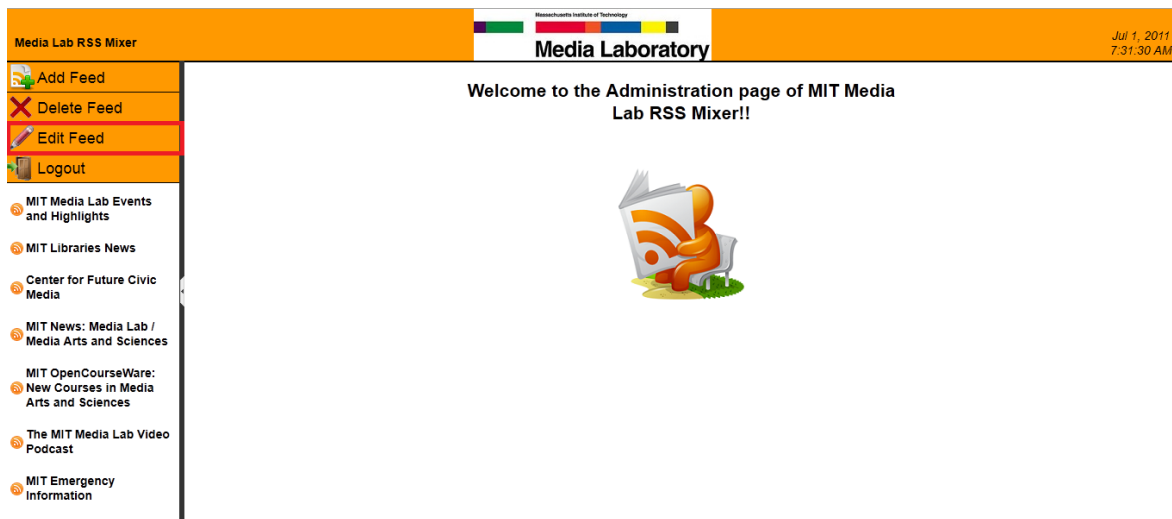 Massachusetts Institute of Technology
Media Laboratory
Media Lab RSS Mixer
Jul 1, 2011
7:31:30 AM
Add Feed
Delete Feed
Edit Feed
Logout
MIT Media Lab Events
and Highlights
MIT Libraries News
Center for Future Civic
Media
MIT News: Media Lab /
Media Arts and Sciences
MIT OpenCourseWare:
New Courses in Media
Arts and Sciences
The MIT Media Lab Video
Podcast
MIT Emergency
Information
Welcome to the Administration page of MIT Media
Lab RSS Mixer!!